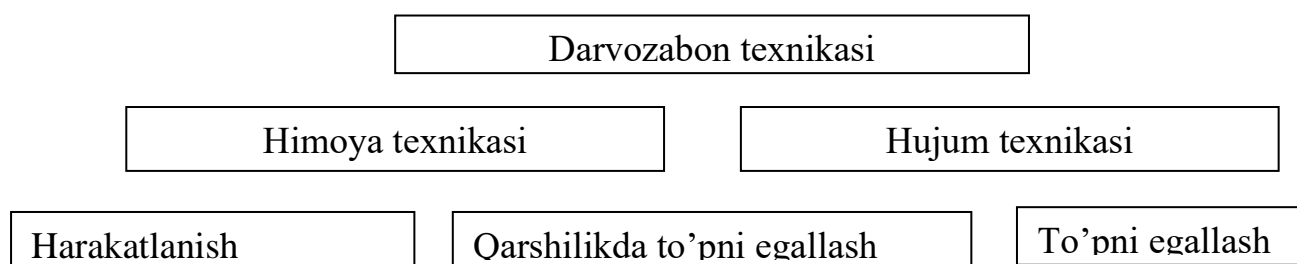 Darvozabon texnikasi
Himoya texnikasi
Hujum texnikasi
Harakatlanish
Qarshilikda to’pni egallash
To’pni egallash